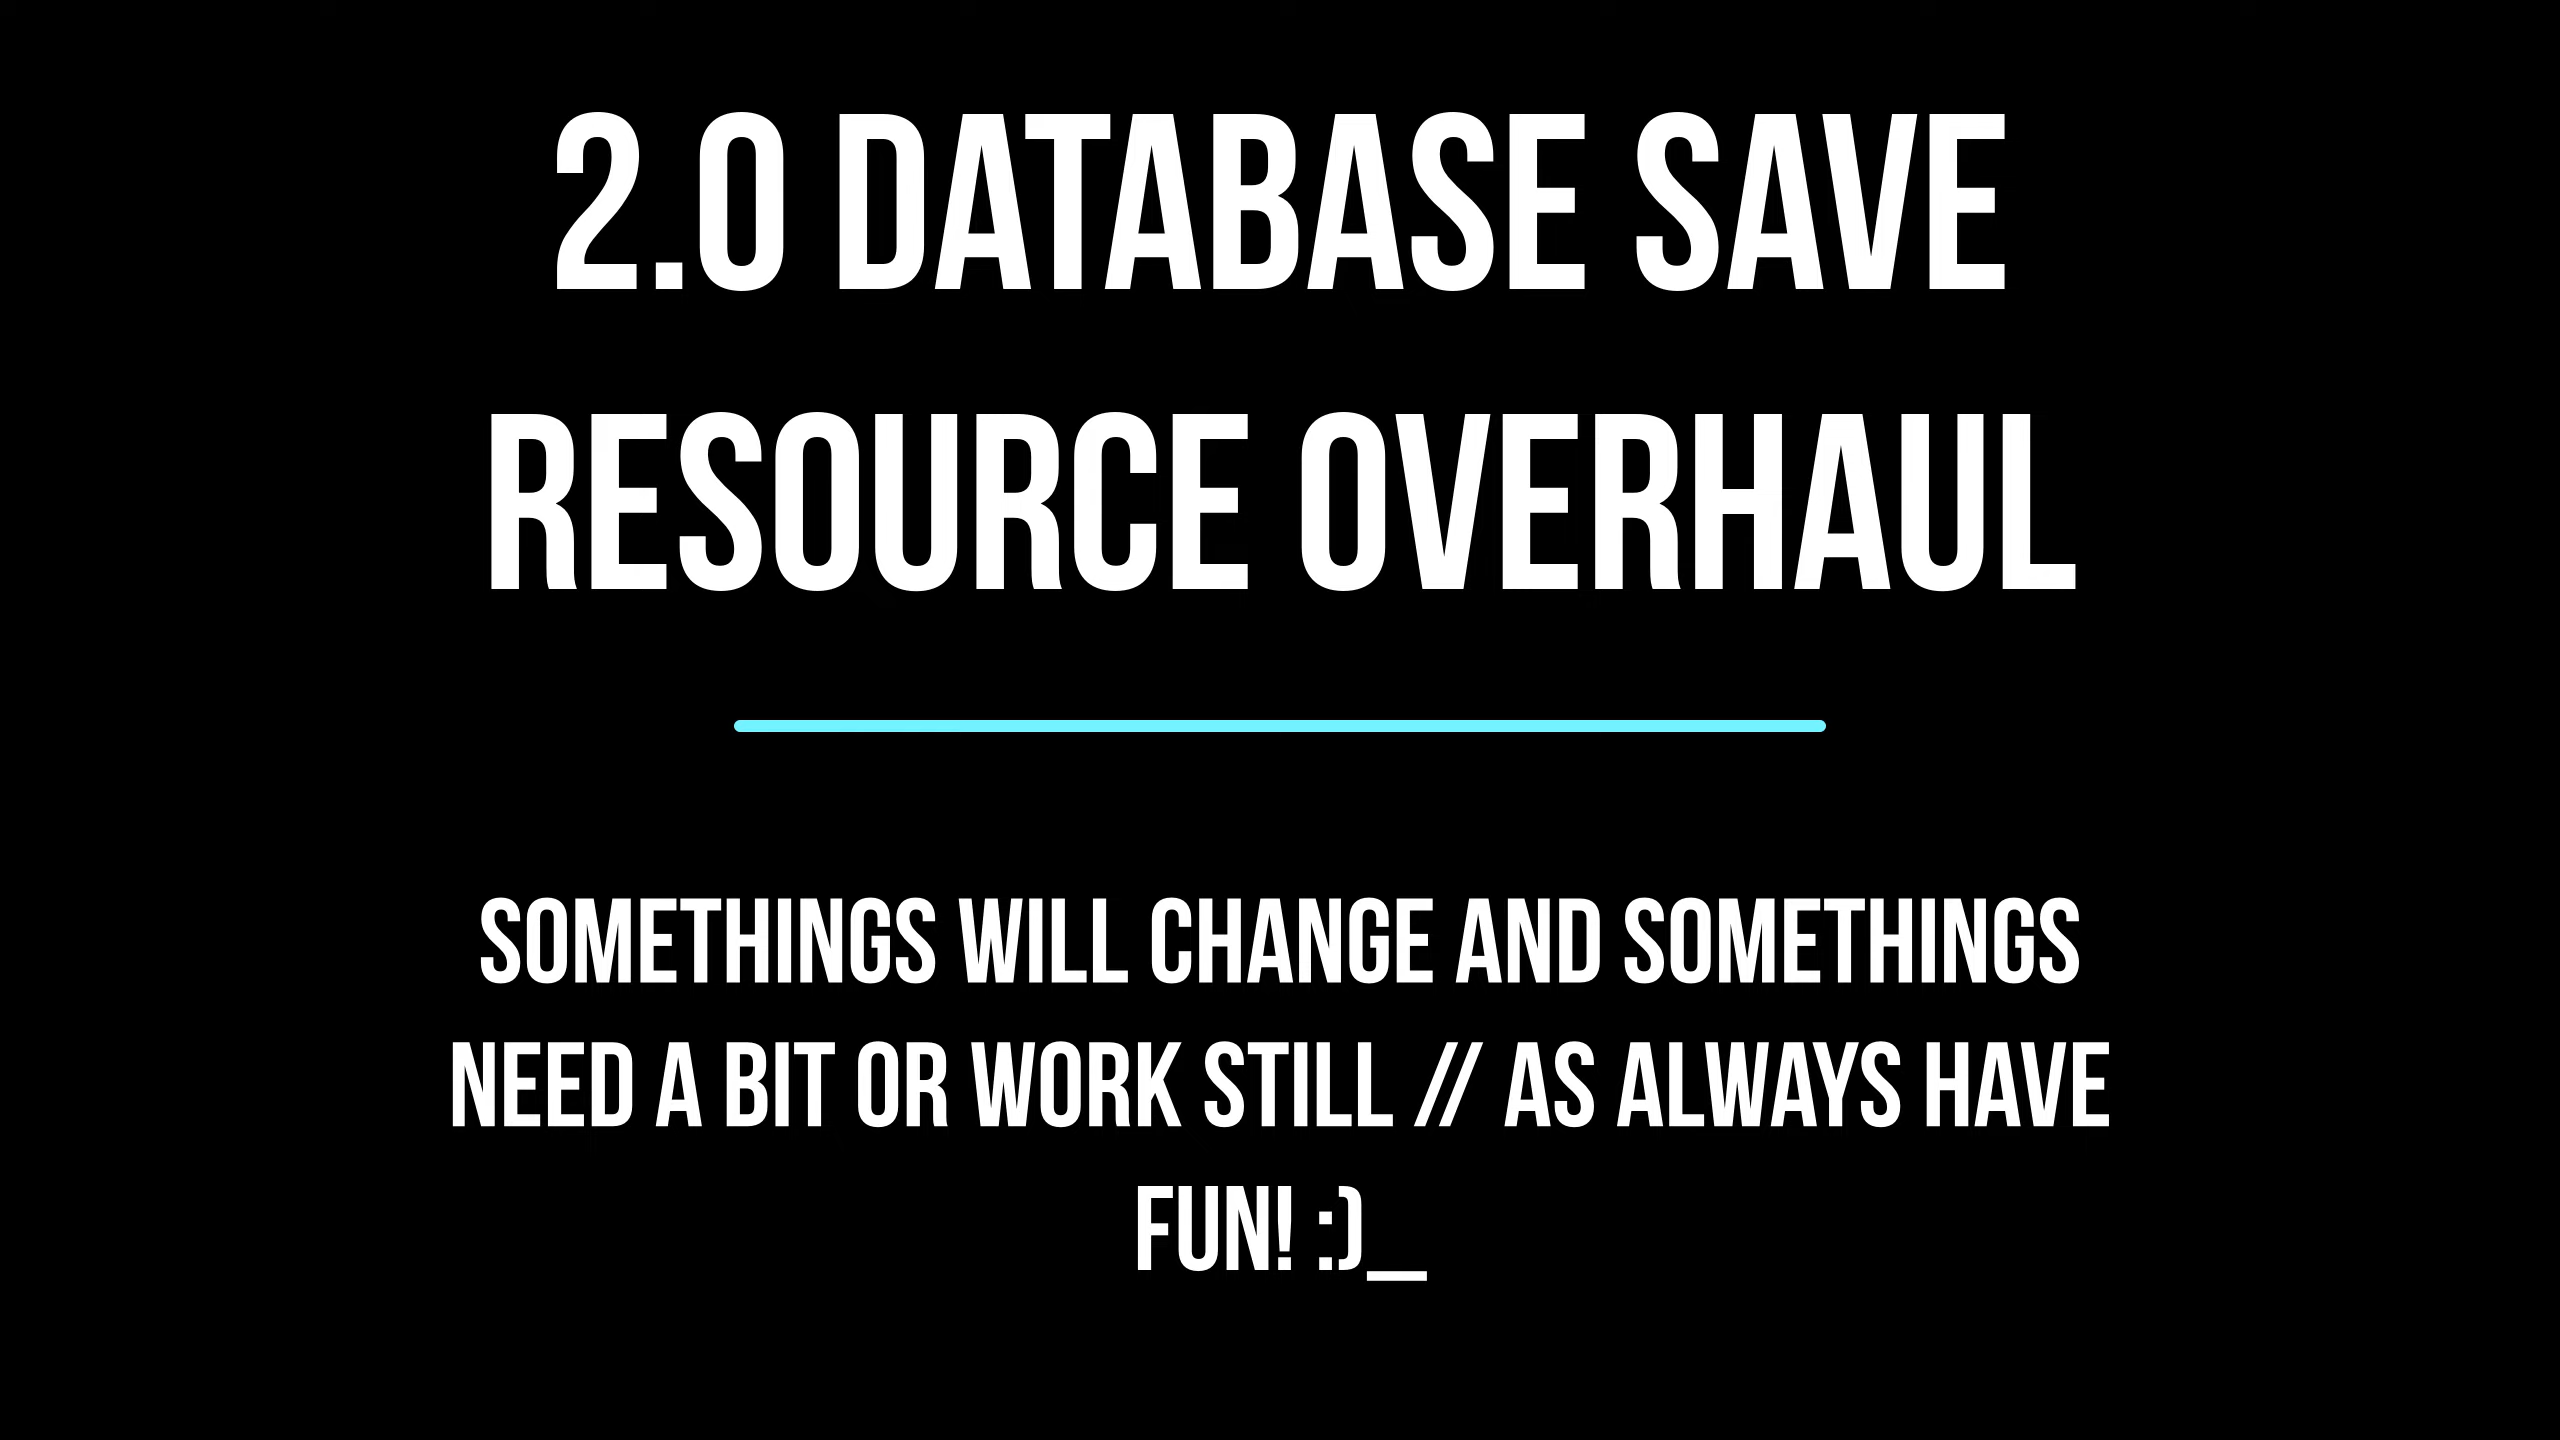 2.0 DATABASE SAVE
RESOURCE OVERHAUL
SOMETHINGS WILL CHANGE AND SOMETHINGS
NEED A BIT OR WORK STILL // AS ALWAYS HAVE
FUN! :)_